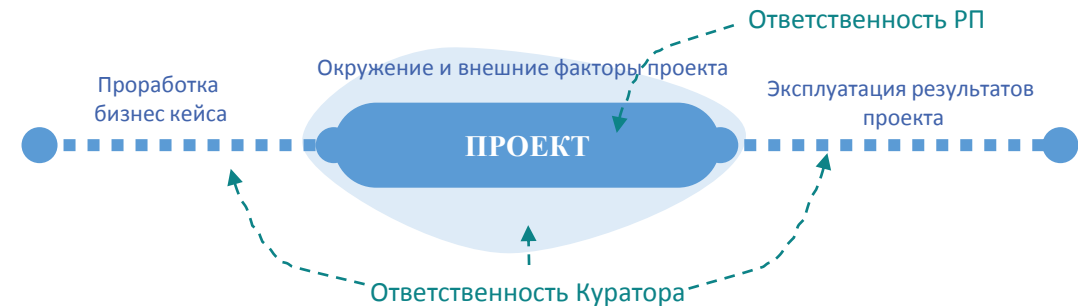 Ответственность РП
Окружение и внешние факторы проекта
Проработка
бизнес кейса
Эксплуатация результатов
проекта
ПРОЕКТ
Ответственность Куратора